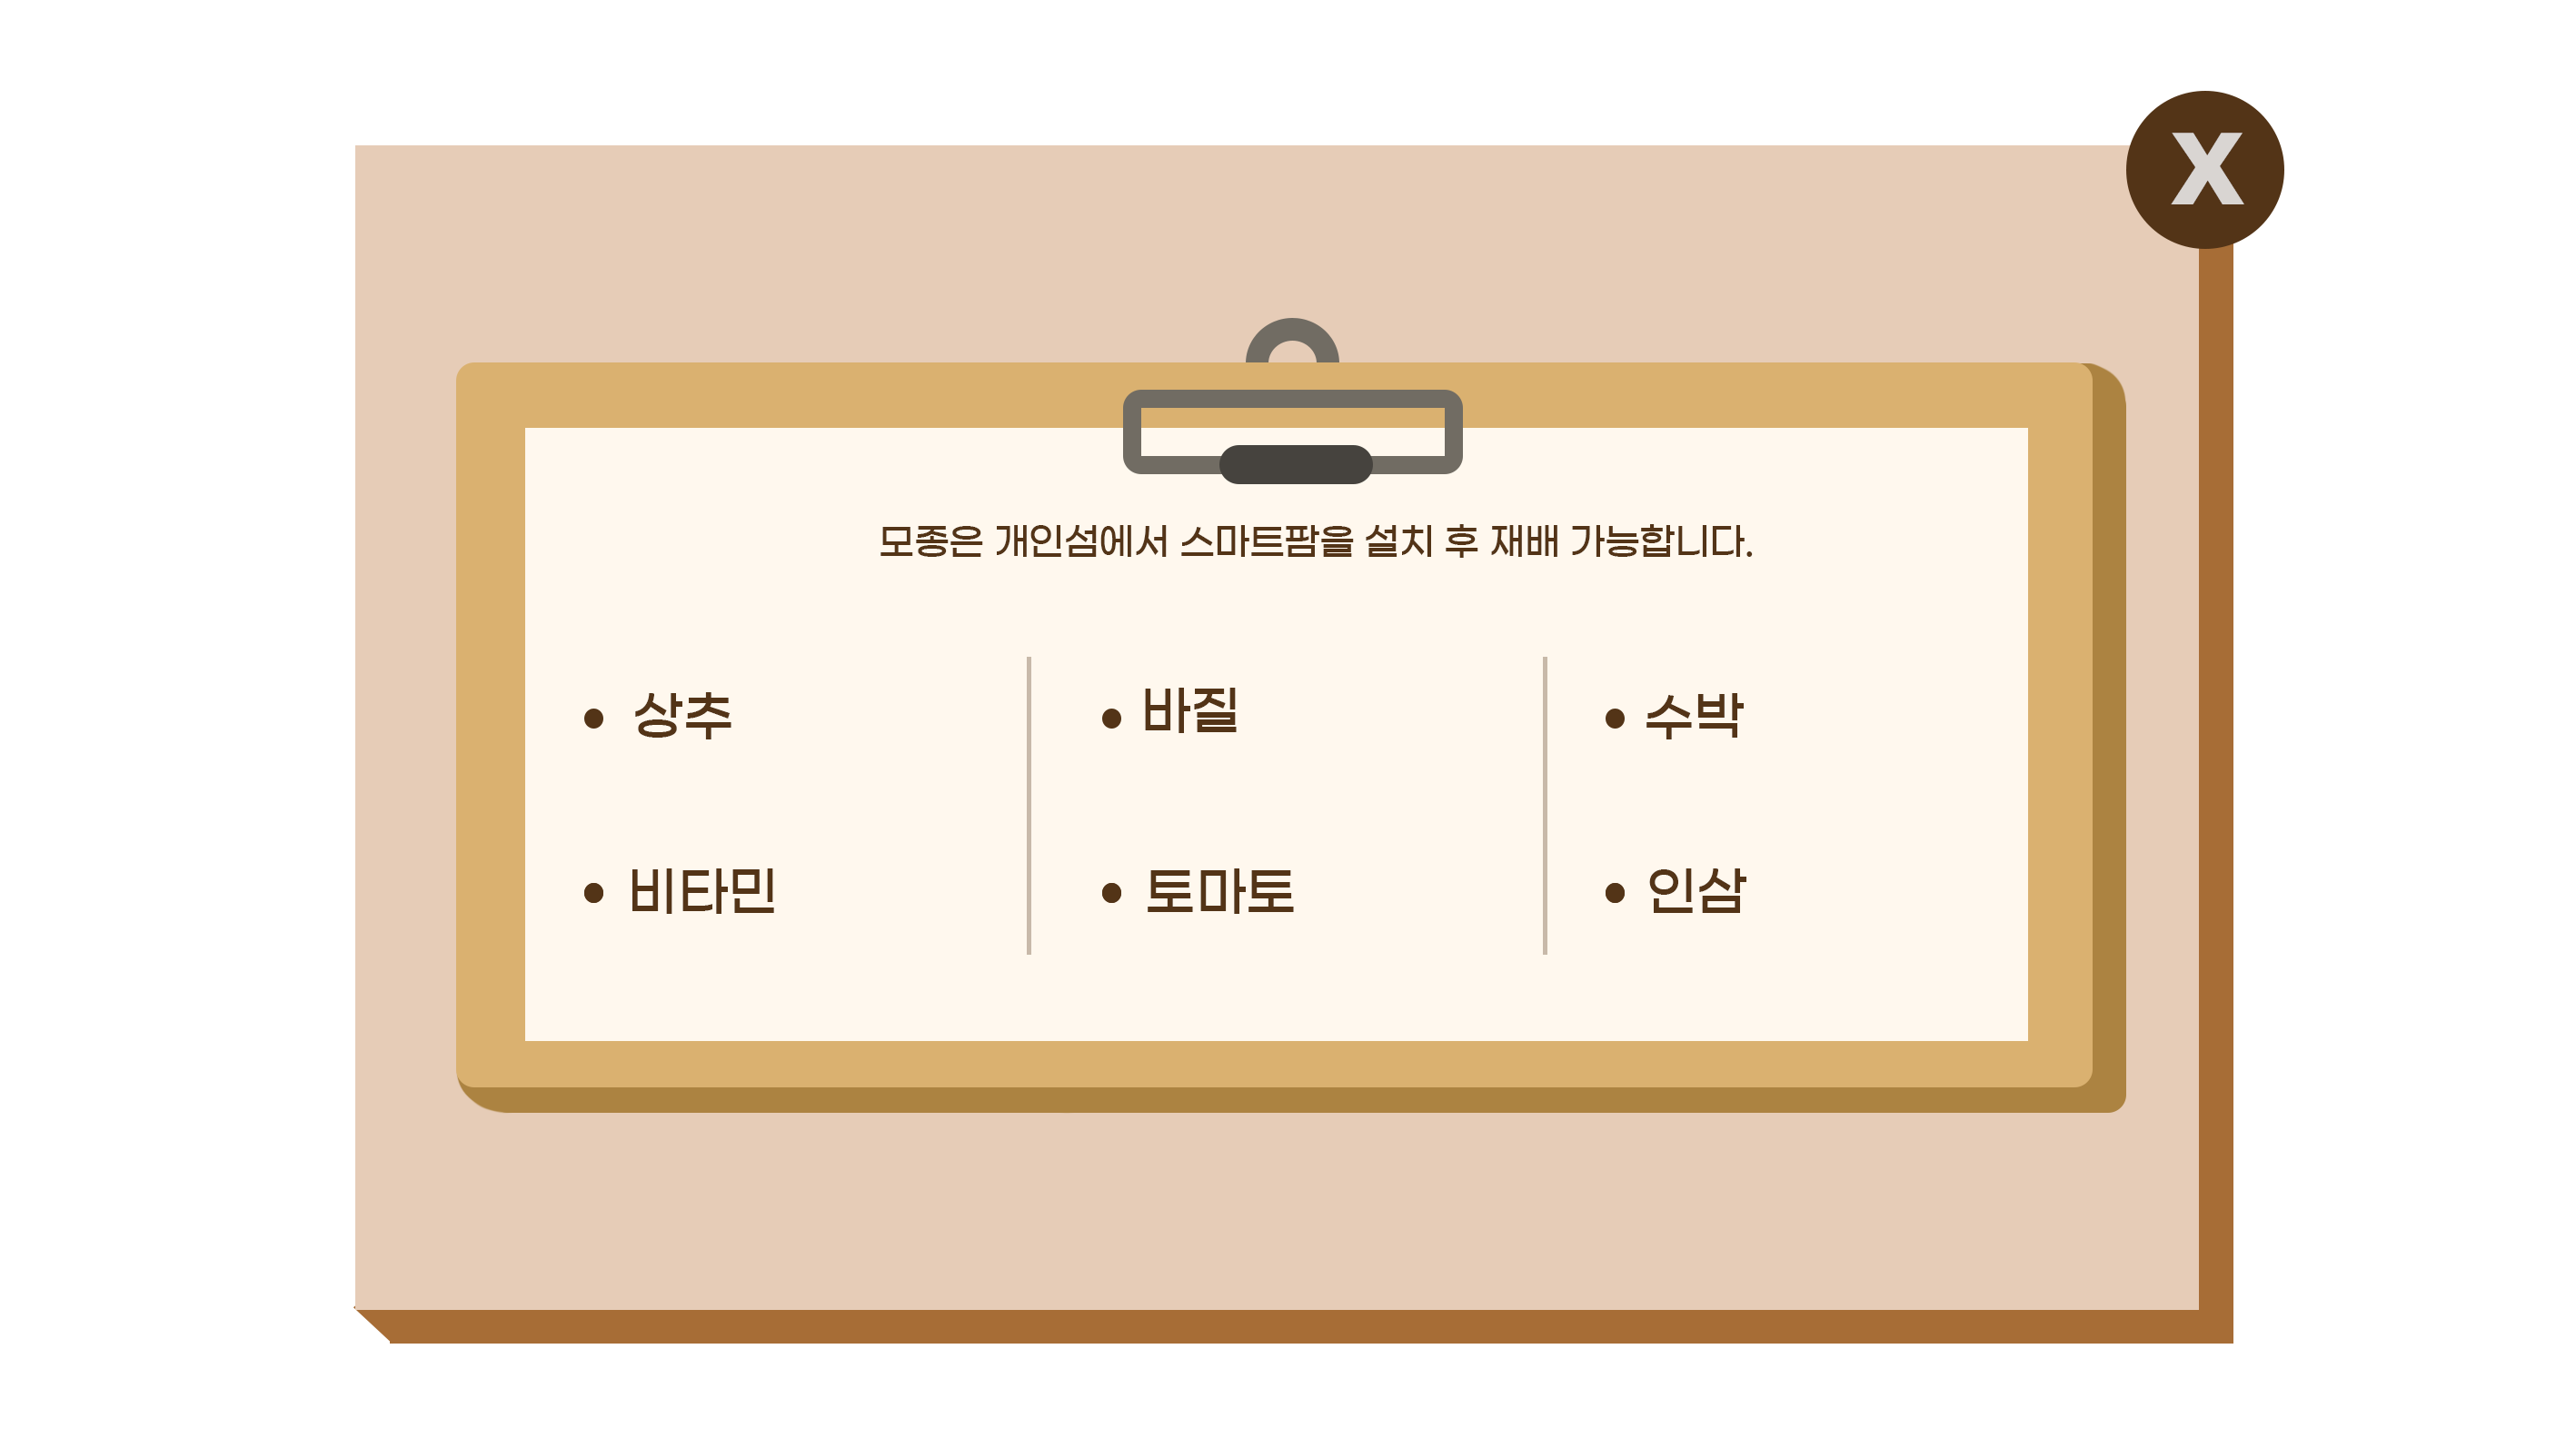 X
모종은 개인섬에서 스마트팜을 설치 후 재배 가능합니다.
• 상추
• 바질
• 수박
• 비타민
• 토마토
• 인삼